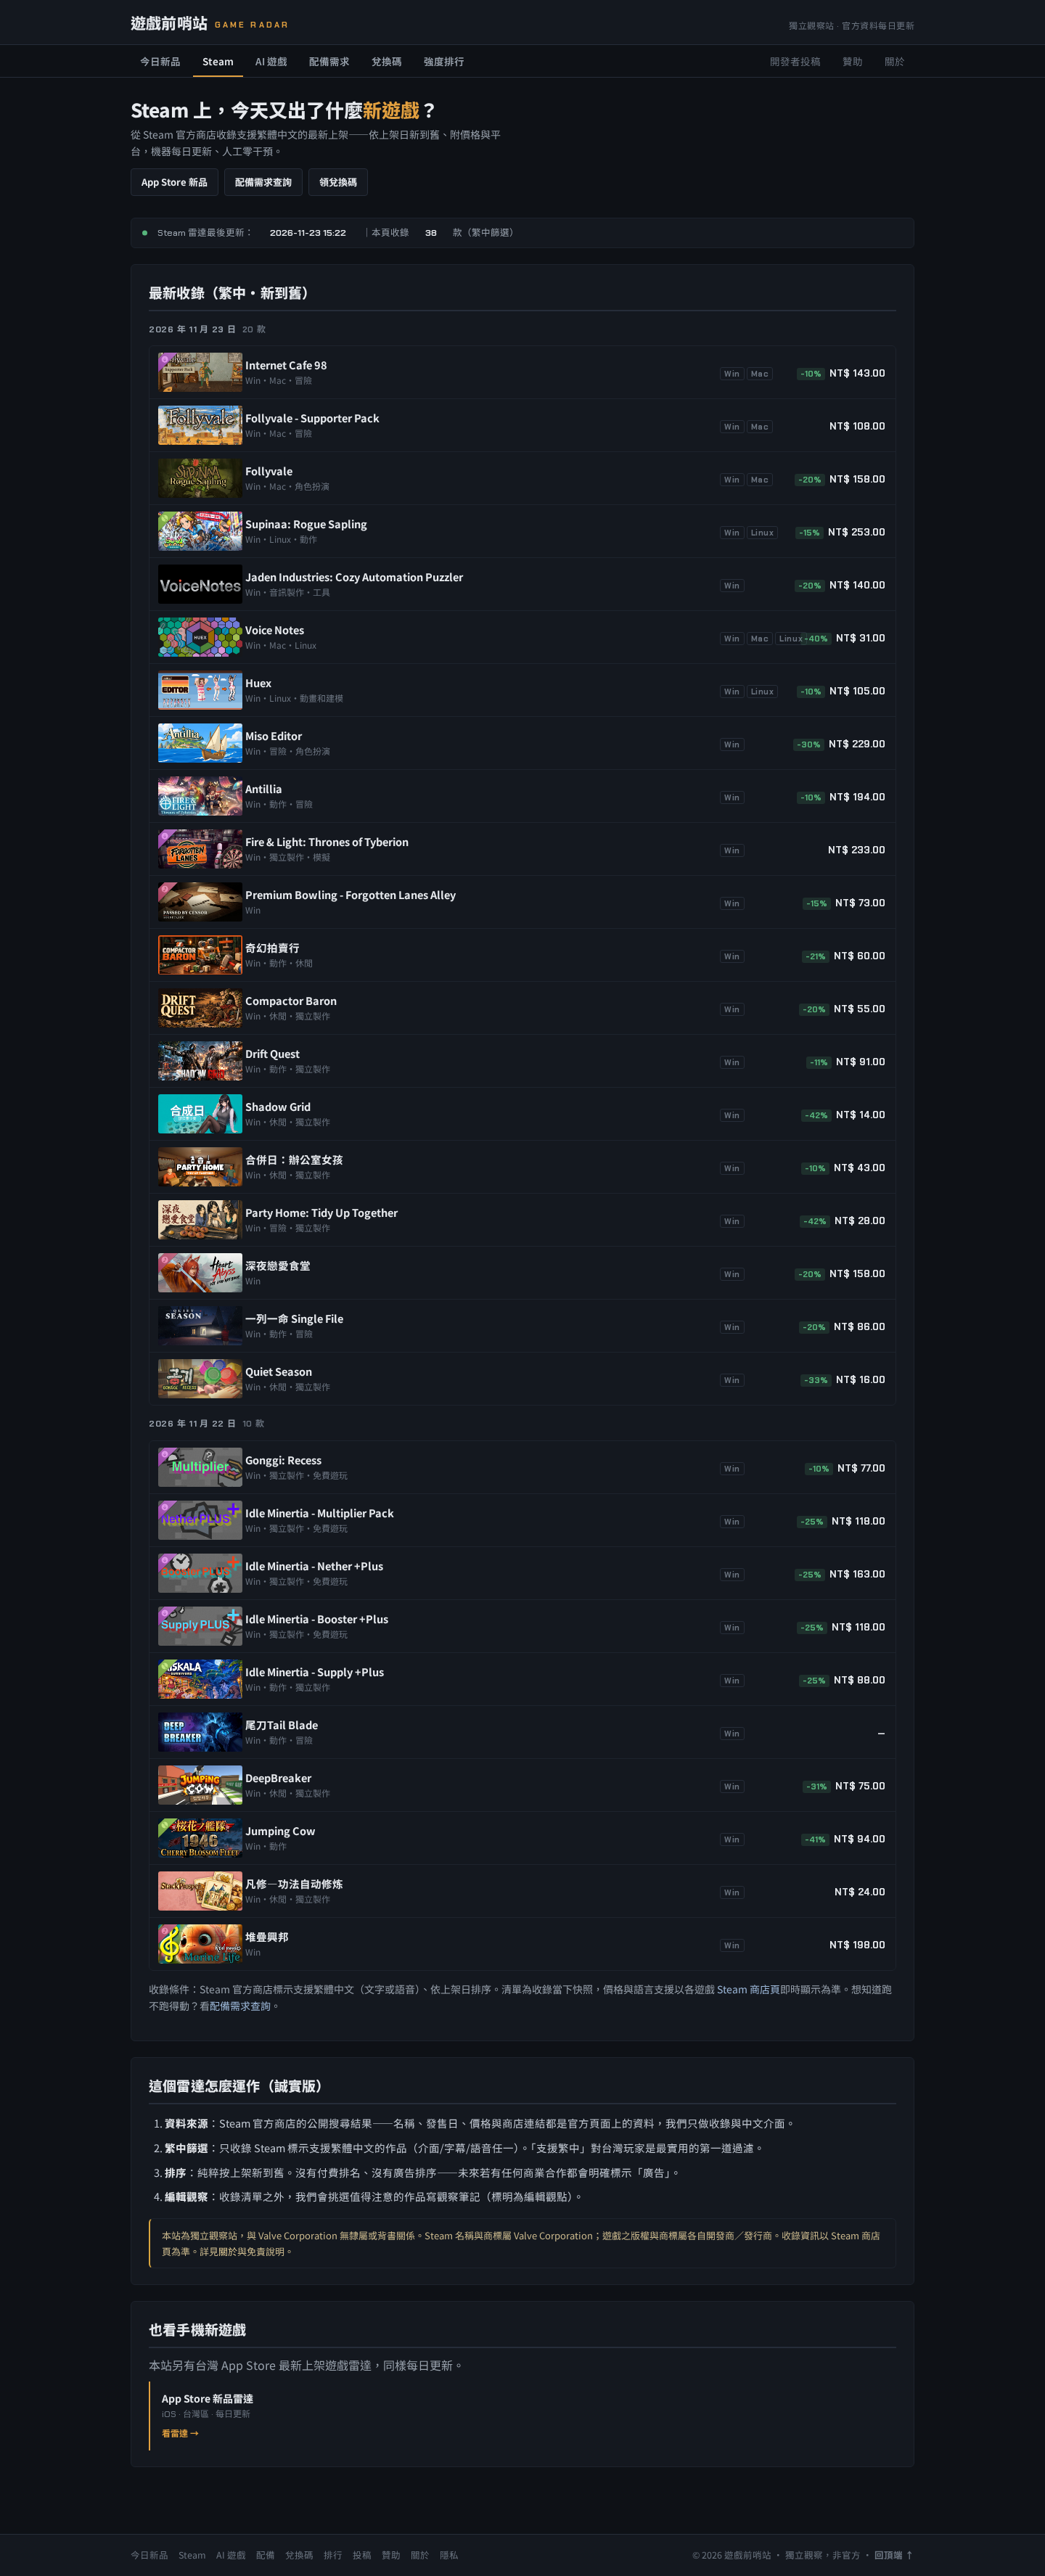 遊戲前哨站 GAME RADAR
獨立觀察站 · 官方資料每日更新
今日新品 Steam AI 遊戲 配備需求 兌換碼 強度排行 開發者投稿 贊助 關於
Steam 上，今天又出了什麼新遊戲？
從 Steam 官方商店收錄支援繁體中文的最新上架——依上架日新到舊、附價格與平
台，機器每日更新、人工零干預。
App Store 新品 配備需求查詢 領兌換碼
Steam 雷達最後更新： 2026-11-23 15:22 ｜本頁收錄 38 款（繁中篩選）
最新收錄（繁中・新到舊）
2026 年 11 月 23 日 20 款
Internet Cafe 98
Win・Mac・冒險
Win Mac -10% NT$ 143.00
Follyvale
Follyvale - Supporter Pack
Win・Mac・冒險
Win Mac NT$ 108.00
SUPINAA
Rogue Sapling
Follyvale
Win・Mac・角色扮演
Win Mac -20% NT$ 158.00
Supinaa: Rogue Sapling
Win・Linux・動作
Win Linux -15% NT$ 253.00
VoiceNotes
Jaden Industries: Cozy Automation Puzzler
Win・音訊製作・工具
Win -20% NT$ 140.00
HUEX
Voice Notes
Win・Mac・Linux
Win Mac Linux -40% NT$ 31.00
EDITOR
Huex
Win・Linux・動畫和建模
Win Linux -10% NT$ 105.00
Antillia
Miso Editor
Win・冒險・角色扮演
Win -30% NT$ 229.00
FIRE & LIGHT
Antillia
Win・動作・冒險
Win -10% NT$ 194.00
FORGOTTEN LANES
Fire & Light: Thrones of Tyberion
Win・獨立製作・模擬
Win NT$ 233.00
Premium Bowling - Forgotten Lanes Alley
Win
Win -15% NT$ 73.00
COMPACTOR BARON
奇幻拍賣行
Win・動作・休閒
Win -21% NT$ 60.00
DRIFT QUEST
Compactor Baron
Win・休閒・獨立製作
Win -20% NT$ 55.00
SHADOW GRID
Drift Quest
Win・動作・獨立製作
Win -11% NT$ 91.00
合成日
Shadow Grid
Win・休閒・獨立製作
Win -42% NT$ 14.00
PARTY HOME
合併日：辦公室女孩
Win・休閒・獨立製作
Win -10% NT$ 43.00
深夜
戀愛食堂
Party Home: Tidy Up Together
Win・冒險・獨立製作
Win -42% NT$ 28.00
Heart Abyss
深夜戀愛食堂
Win
Win -20% NT$ 158.00
QUIET SEASON
一列一命 Single File
Win・動作・冒險
Win -20% NT$ 86.00
공기
Quiet Season
Win・休閒・獨立製作
Win -33% NT$ 16.00
2026 年 11 月 22 日 10 款
Multiplier
Gonggi: Recess
Win・獨立製作・免費遊玩
Win -10% NT$ 77.00
Nether PLUS +
Idle Minertia - Multiplier Pack
Win・獨立製作・免費遊玩
Win -25% NT$ 118.00
Booster PLUS +
Idle Minertia - Nether +Plus
Win・獨立製作・免費遊玩
Win -25% NT$ 163.00
Supply PLUS +
Idle Minertia - Booster +Plus
Win・獨立製作・免費遊玩
Win -25% NT$ 118.00
Idle Minertia - Supply +Plus
Win・動作・獨立製作
Win -25% NT$ 88.00
DEEP BREAKER
尾刀Tail Blade
Win・動作・冒險
Win —
JUMPING COW
DeepBreaker
Win・休閒・獨立製作
Win -31% NT$ 75.00
桜花ノ艦隊
1946
CHERRY BLOSSOM FLEET
Jumping Cow
Win・動作
Win -41% NT$ 94.00
凡修—功法自动修炼
Win・休閒・獨立製作
Win NT$ 24.00
堆疊興邦
Win
Win NT$ 198.00
收錄條件：Steam 官方商店標示支援繁體中文（文字或語音）、依上架日排序。清單為收錄當下快照，價格與語言支援以各遊戲 Steam 商店頁即時顯示為準。想知道跑
不跑得動？看配備需求查詢。
這個雷達怎麼運作（誠實版）
1. 資料來源：Steam 官方商店的公開搜尋結果——名稱、發售日、價格與商店連結都是官方頁面上的資料，我們只做收錄與中文介面。
2. 繁中篩選：只收錄 Steam 標示支援繁體中文的作品（介面/字幕/語音任一）。「支援繁中」對台灣玩家是最實用的第一道過濾。
3. 排序：純粹按上架新到舊。沒有付費排名、沒有廣告排序——未來若有任何商業合作都會明確標示「廣告」。
4. 編輯觀察：收錄清單之外，我們會挑選值得注意的作品寫觀察筆記（標明為編輯觀點）。
本站為獨立觀察站，與 Valve Corporation 無隸屬或背書關係。Steam 名稱與商標屬 Valve Corporation；遊戲之版權與商標屬各自開發商／發行商。收錄資訊以 Steam 商店
頁為準。詳見關於與免責說明。
也看手機新遊戲
本站另有台灣 App Store 最新上架遊戲雷達，同樣每日更新。
App Store 新品雷達
iOS · 台灣區 · 每日更新
看雷達 →
今日新品 Steam AI 遊戲 配備 兌換碼 排行 投稿 贊助 關於 隱私
© 2026 遊戲前哨站 ・ 獨立觀察，非官方 ・ 回頂端 ↑